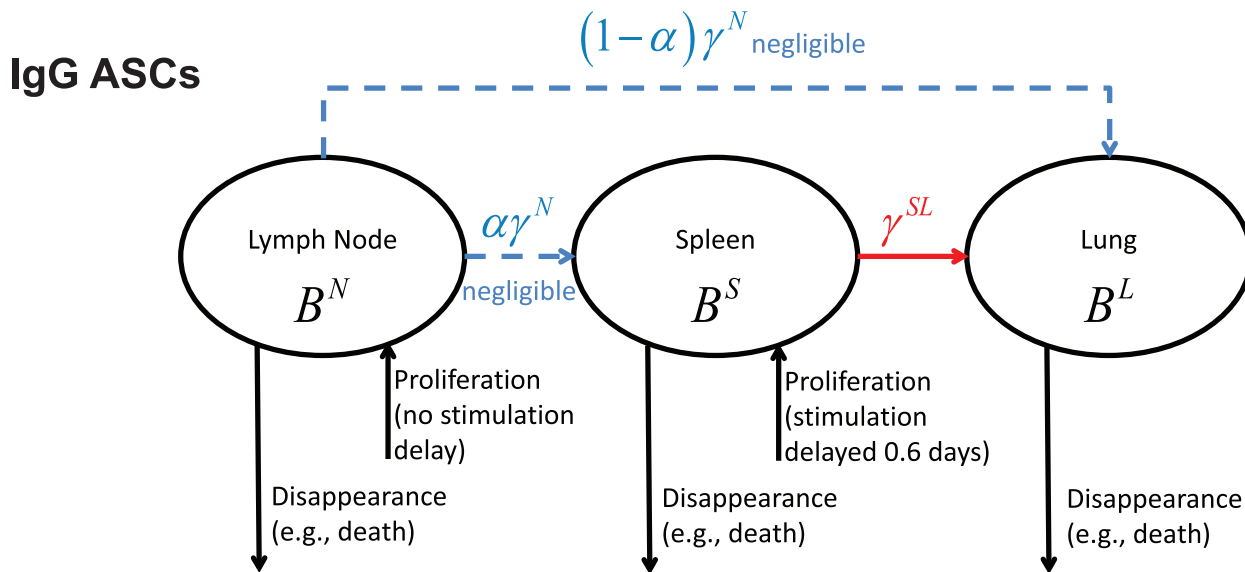 (1−α)γ^N negligible
IgG ASCs
Lymph Node
B^N
αγ^N
negligible
Spleen
B^S
γ^{SL}
Lung
B^L
Proliferation
(no stimulation
delay)
Proliferation
(stimulation
delayed 0.6 days)
Disappearance
(e.g., death)
Disappearance
(e.g., death)
Disappearance
(e.g., death)